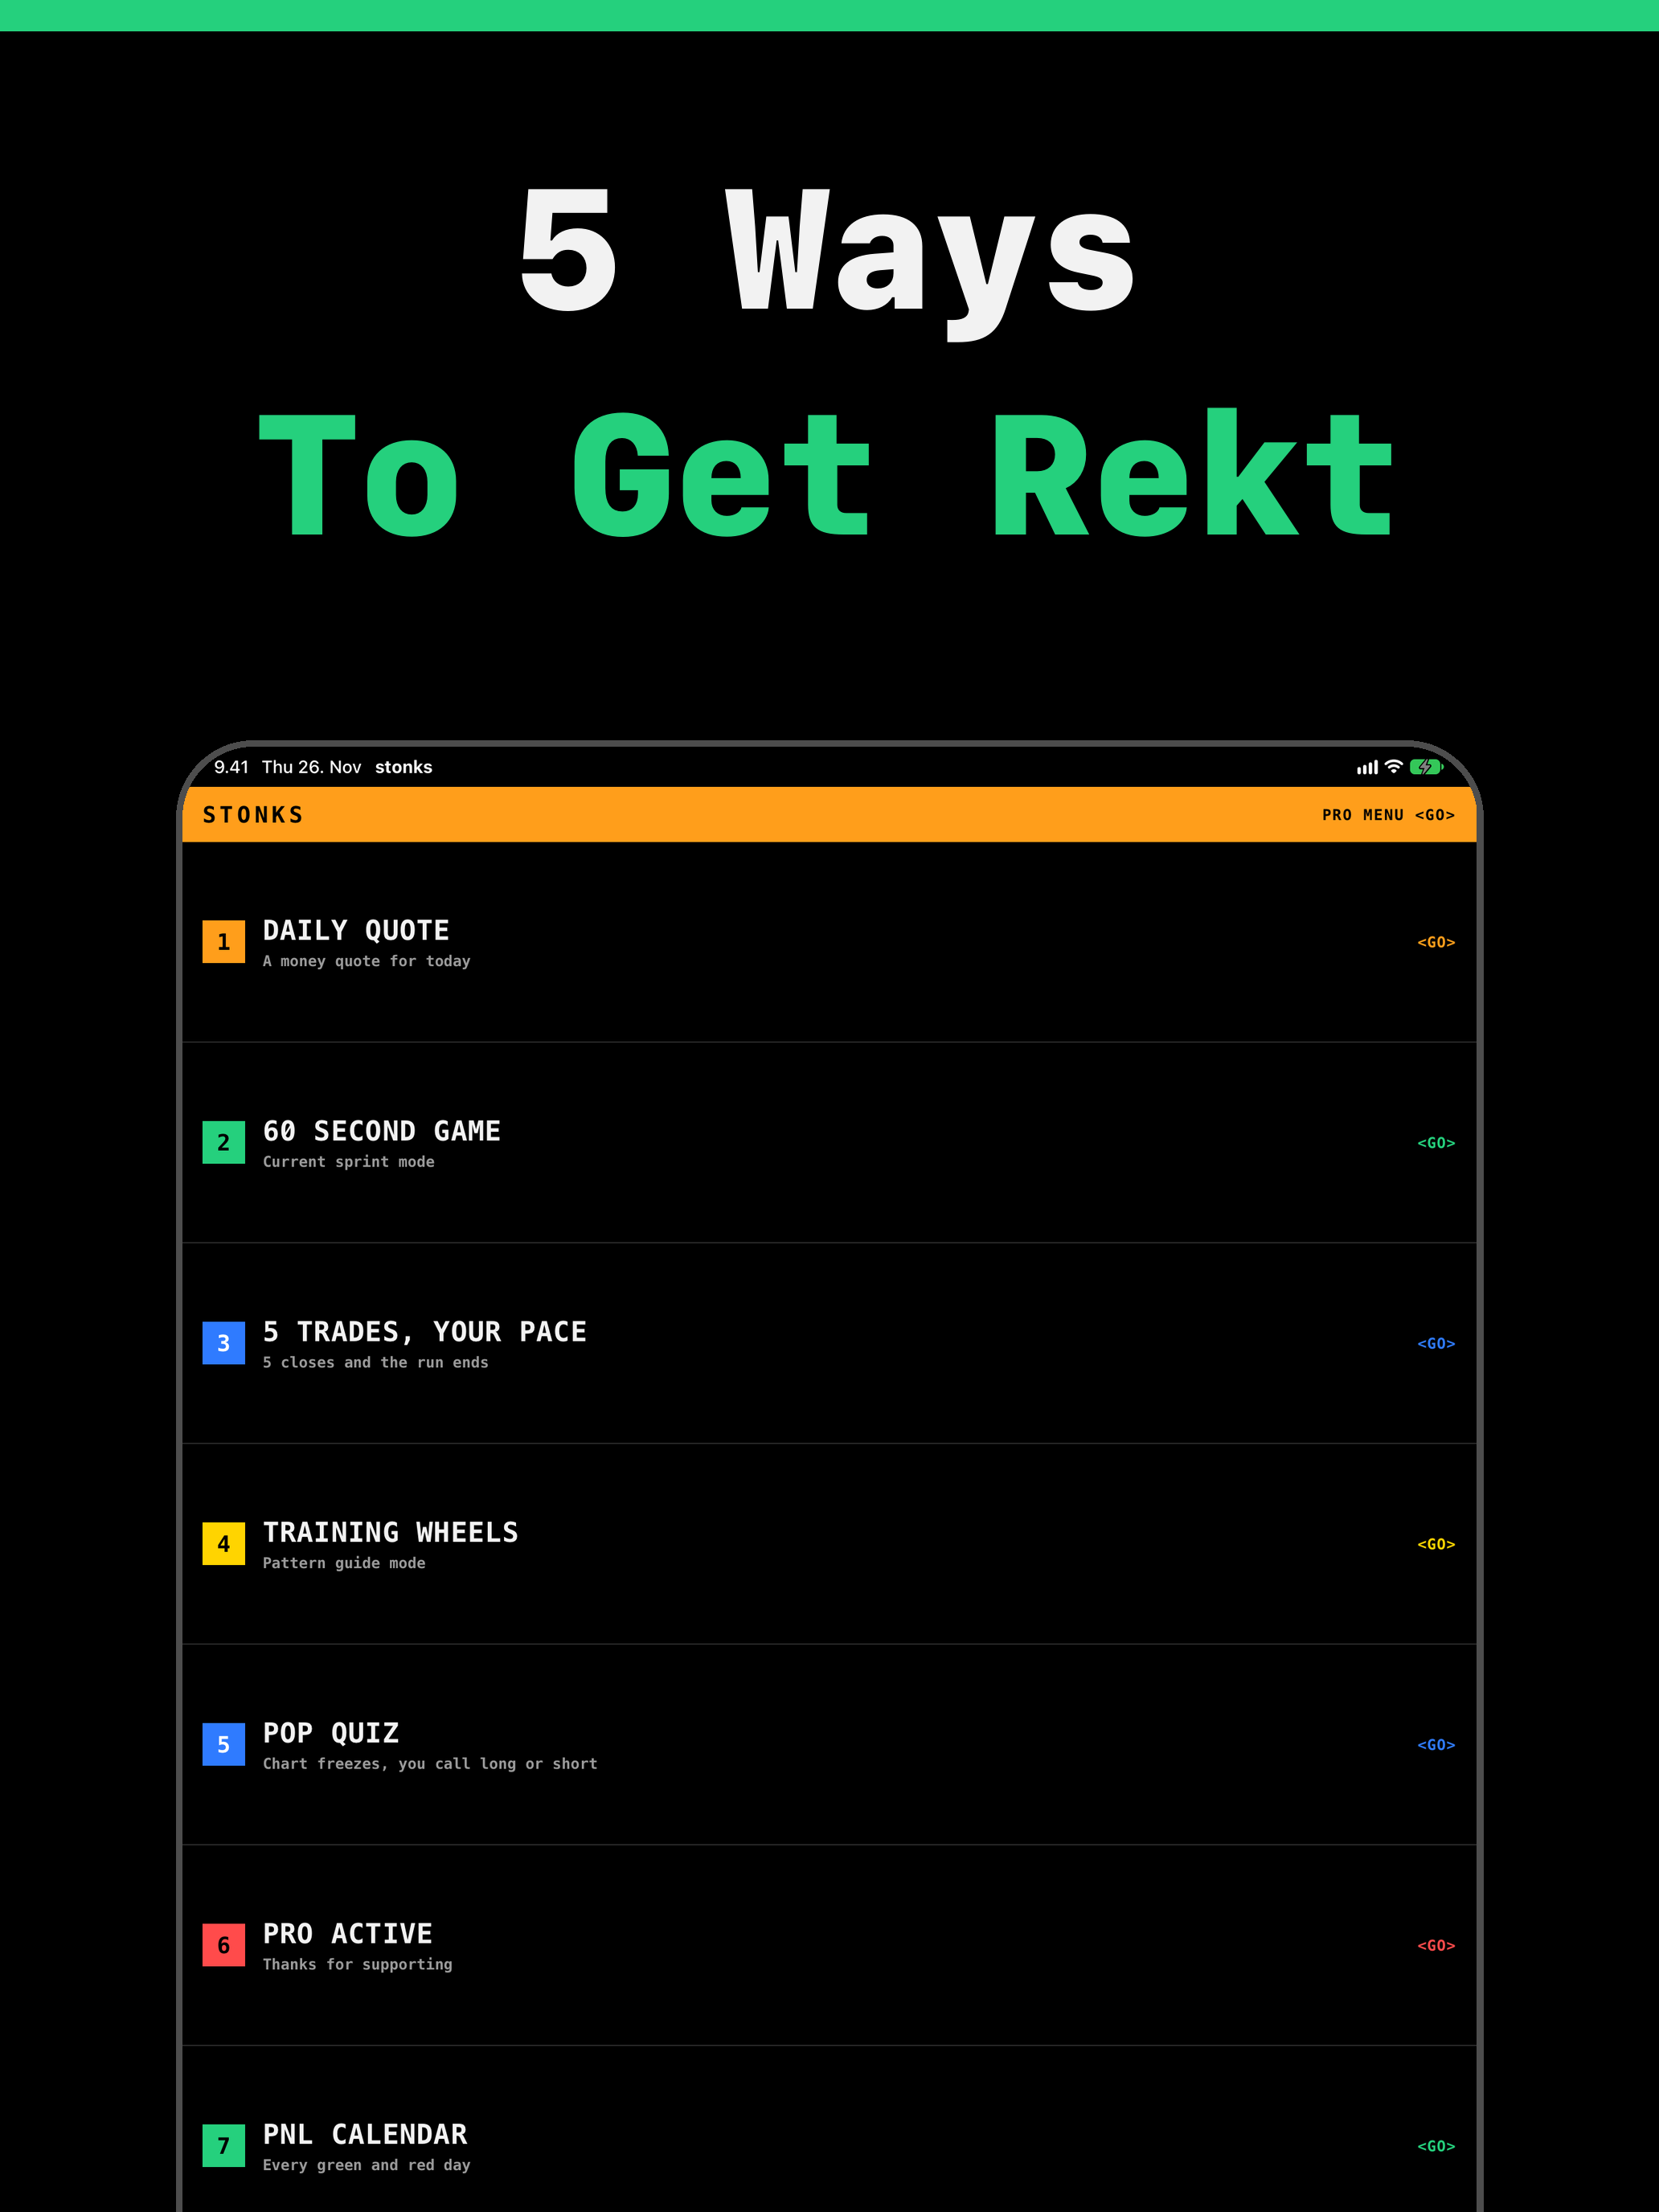 5 Ways
To Get Rekt
9.41 Thu 26. Nov stonks
STONKS PRO MENU <GO>
1 DAILY QUOTE <GO>
A money quote for today
2 60 SECOND GAME <GO>
Current sprint mode
3 5 TRADES, YOUR PACE <GO>
5 closes and the run ends
4 TRAINING WHEELS <GO>
Pattern guide mode
5 POP QUIZ <GO>
Chart freezes, you call long or short
6 PRO ACTIVE <GO>
Thanks for supporting
7 PNL CALENDAR <GO>
Every green and red day